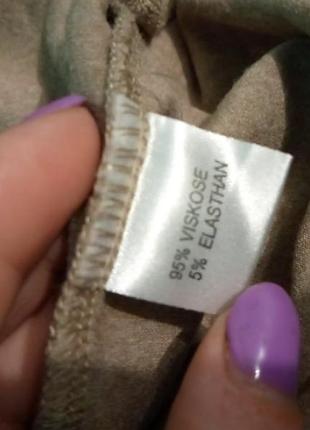 95% VISKOSE
5% ELASTHAN